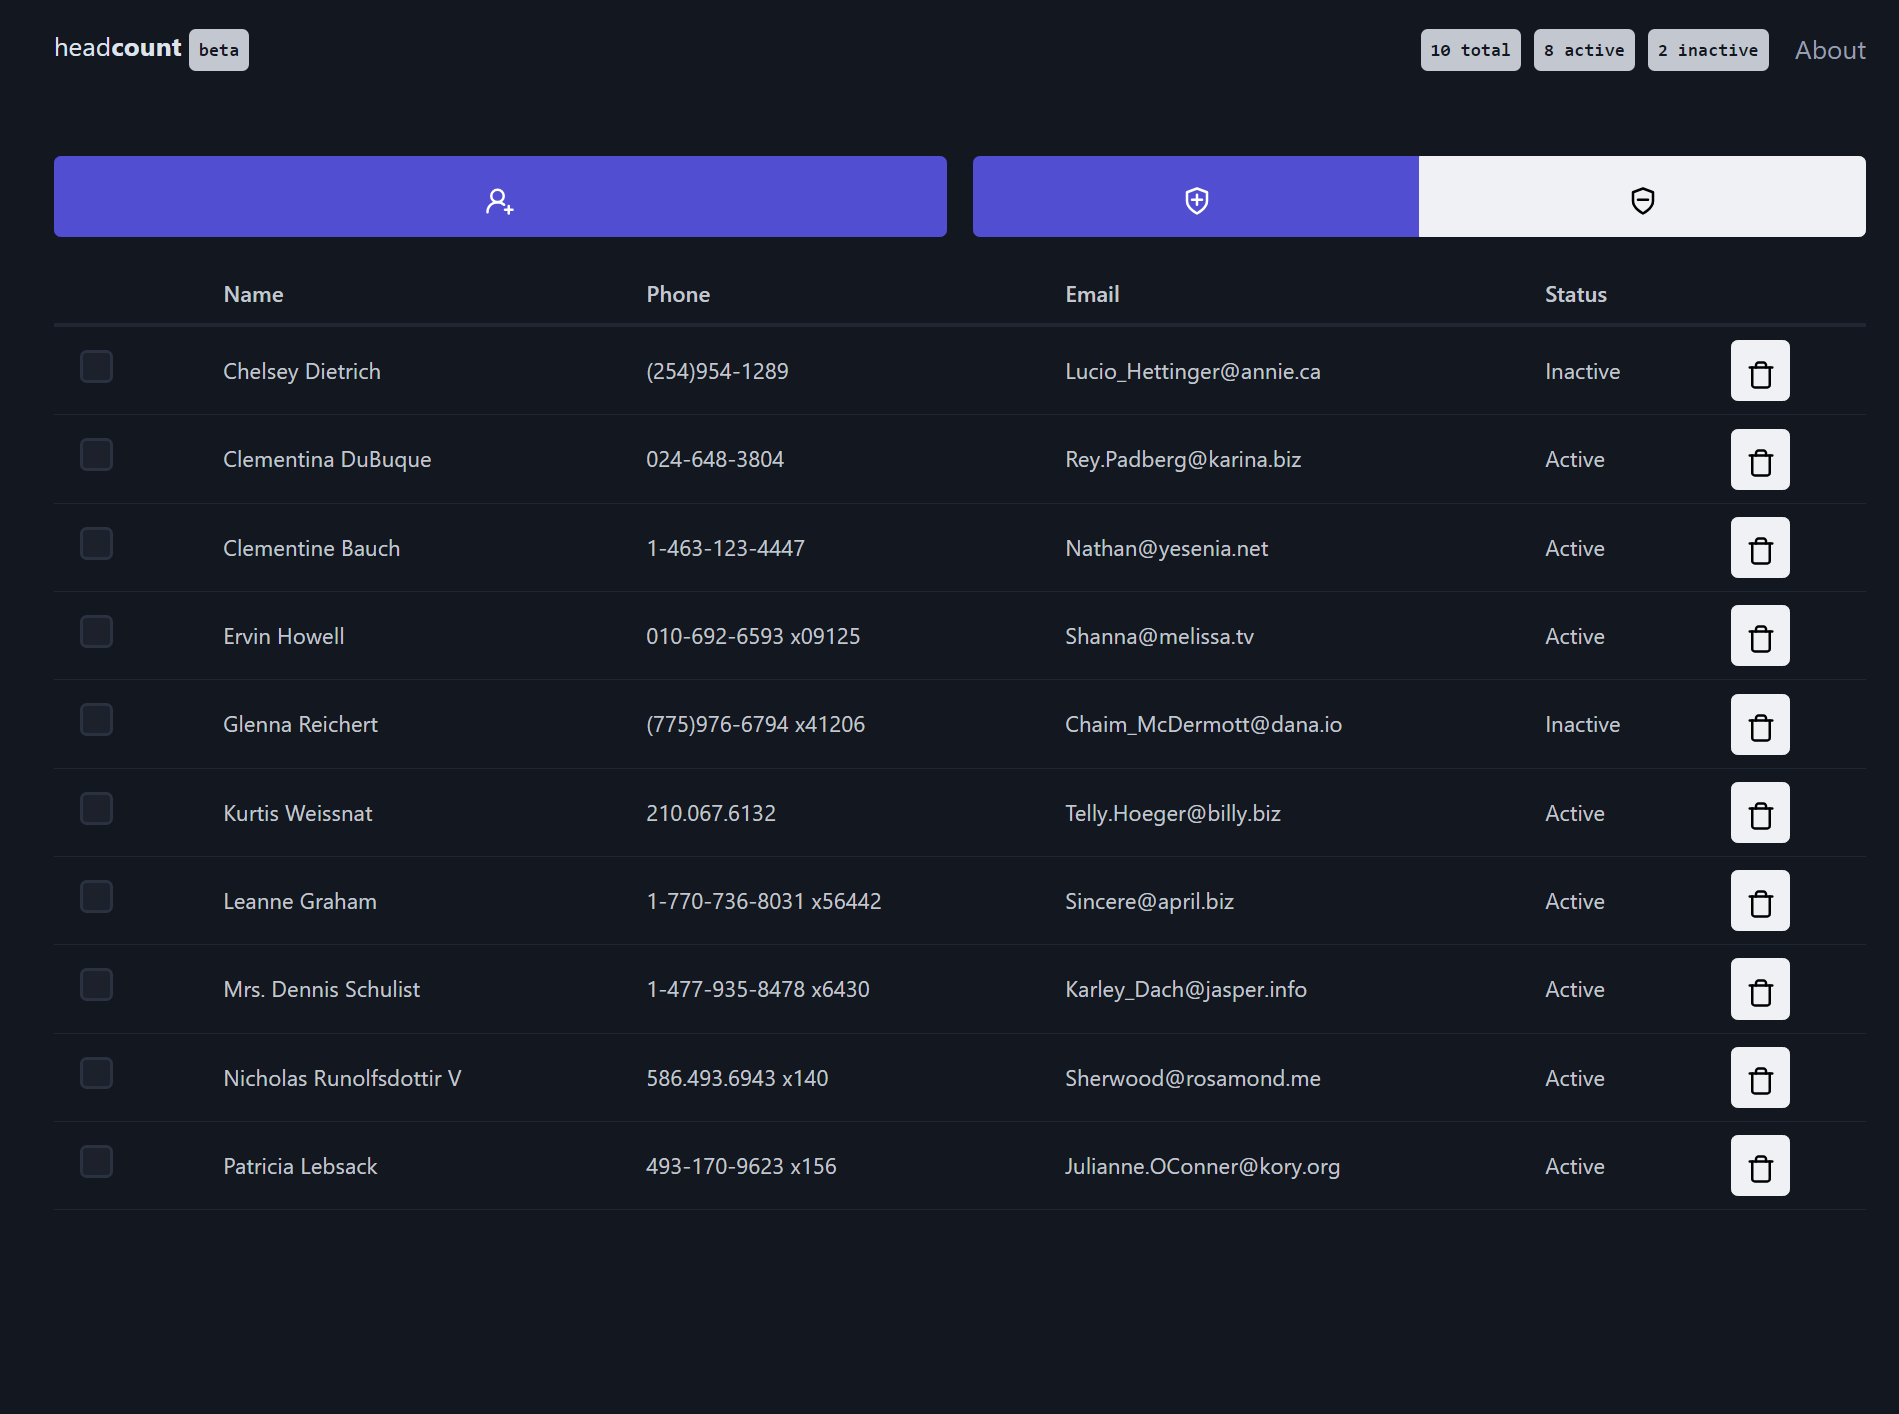 headcount beta 10 total 8 active 2 inactive About
Name Phone Email Status
Chelsey Dietrich (254)954-1289 Lucio_Hettinger@annie.ca Inactive
Clementina DuBuque 024-648-3804 Rey.Padberg@karina.biz Active
Clementine Bauch 1-463-123-4447 Nathan@yesenia.net Active
Ervin Howell 010-692-6593 x09125 Shanna@melissa.tv Active
Glenna Reichert (775)976-6794 x41206 Chaim_McDermott@dana.io Inactive
Kurtis Weissnat 210.067.6132 Telly.Hoeger@billy.biz Active
Leanne Graham 1-770-736-8031 x56442 Sincere@april.biz Active
Mrs. Dennis Schulist 1-477-935-8478 x6430 Karley_Dach@jasper.info Active
Nicholas Runolfsdottir V 586.493.6943 x140 Sherwood@rosamond.me Active
Patricia Lebsack 493-170-9623 x156 Julianne.OConner@kory.org Active